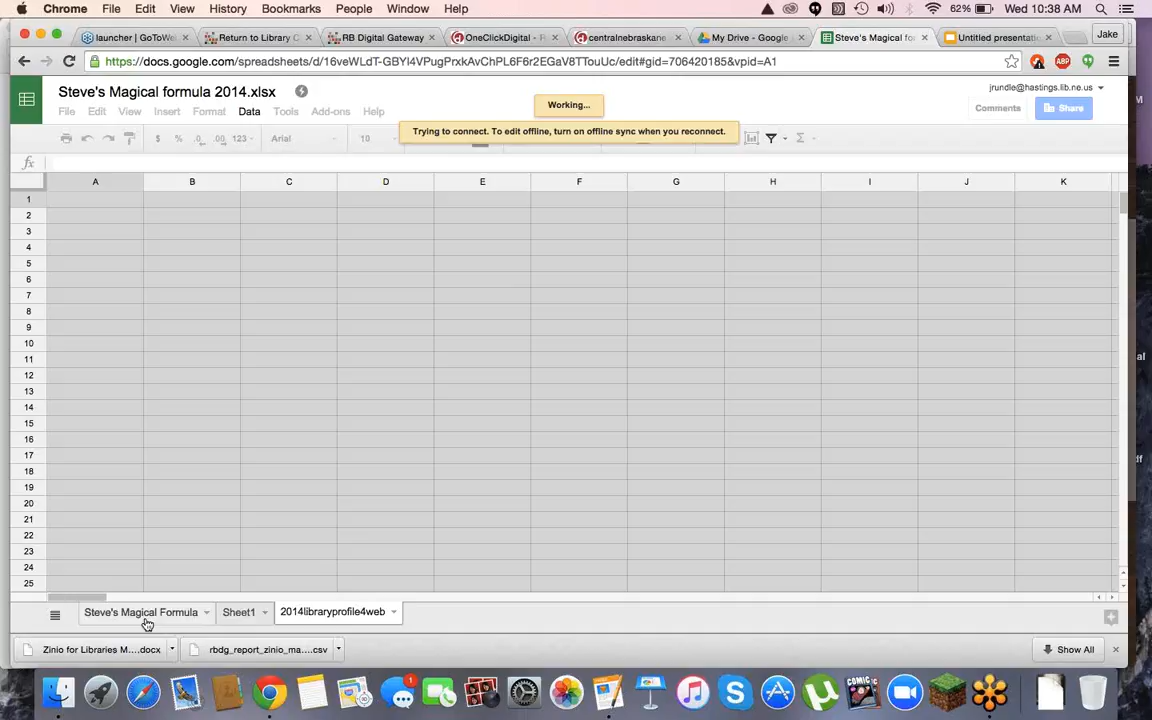 Chrome File Edit View History Bookmarks People Window Help 62% Wed 10:38 AM
launcher | GoToWe Return to Library C RB Digital Gateway OneClickDigital - R centralnebraskane My Drive - Google Steve's Magical fo Untitled presentati Jake
https://docs.google.com/spreadsheets/d/16veWLdT-GBYI4VPugPrxkAvChPL6F6r2EGaV8TTouUc/edit#gid=706420185&vpid=A1 ABP
Steve's Magical formula 2014.xlsx
jrundle@hastings.lib.ne.us
Working...
File Edit View Insert Format Data Tools Add-ons Help
Comments Share
Trying to connect. To edit offline, turn on offline sync when you reconnect.
$ % .0 .00 123 Arial 10 Σ
fx
A B C D E F G H I J K
1
2
3
4
5
6
7
8
9
10
11
12
13
14
15
16
17
18
19
20
21
22
23
24
25
Steve's Magical Formula Sheet1 2014libraryprofile4web
Zinio for Libraries M....docx rbdg_report_zinio_ma....csv Show All
1
COMIC